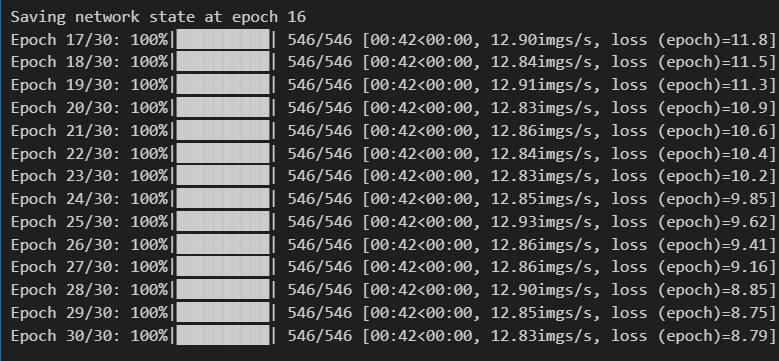 Saving network state at epoch 16
Epoch 17/30: 100%|██████████| 546/546 [00:42<00:00, 12.90imgs/s, loss (epoch)=11.8]
Epoch 18/30: 100%|██████████| 546/546 [00:42<00:00, 12.84imgs/s, loss (epoch)=11.5]
Epoch 19/30: 100%|██████████| 546/546 [00:42<00:00, 12.91imgs/s, loss (epoch)=11.3]
Epoch 20/30: 100%|██████████| 546/546 [00:42<00:00, 12.83imgs/s, loss (epoch)=10.9]
Epoch 21/30: 100%|██████████| 546/546 [00:42<00:00, 12.86imgs/s, loss (epoch)=10.6]
Epoch 22/30: 100%|██████████| 546/546 [00:42<00:00, 12.84imgs/s, loss (epoch)=10.4]
Epoch 23/30: 100%|██████████| 546/546 [00:42<00:00, 12.83imgs/s, loss (epoch)=10.2]
Epoch 24/30: 100%|██████████| 546/546 [00:42<00:00, 12.85imgs/s, loss (epoch)=9.85]
Epoch 25/30: 100%|██████████| 546/546 [00:42<00:00, 12.93imgs/s, loss (epoch)=9.62]
Epoch 26/30: 100%|██████████| 546/546 [00:42<00:00, 12.86imgs/s, loss (epoch)=9.41]
Epoch 27/30: 100%|██████████| 546/546 [00:42<00:00, 12.86imgs/s, loss (epoch)=9.16]
Epoch 28/30: 100%|██████████| 546/546 [00:42<00:00, 12.90imgs/s, loss (epoch)=8.85]
Epoch 29/30: 100%|██████████| 546/546 [00:42<00:00, 12.85imgs/s, loss (epoch)=8.75]
Epoch 30/30: 100%|██████████| 546/546 [00:42<00:00, 12.83imgs/s, loss (epoch)=8.79]